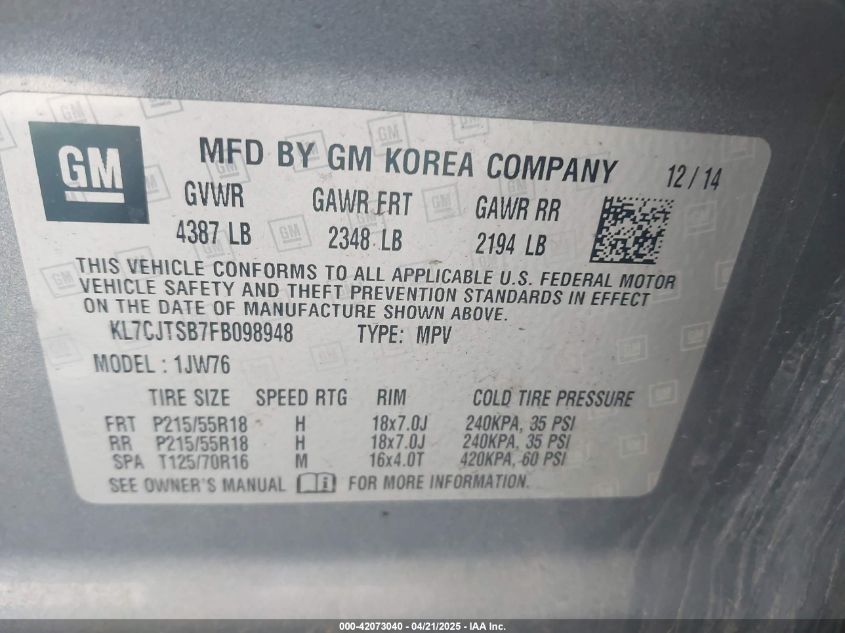 GM
MFD BY GM KOREA COMPANY 12/14
GVWR GAWR FRT GAWR RR
4387 LB 2348 LB 2194 LB
THIS VEHICLE CONFORMS TO ALL APPLICABLE U.S. FEDERAL MOTOR
VEHICLE SAFETY AND THEFT PREVENTION STANDARDS IN EFFECT
ON THE DATE OF MANUFACTURE SHOWN ABOVE.
KL7CJTSB7FB098948 TYPE: MPV
MODEL : 1JW76
TIRE SIZE SPEED RTG RIM COLD TIRE PRESSURE
FRT P215/55R18 H 18x7.0J 240KPA, 35 PSI
RR P215/55R18 H 18x7.0J 240KPA, 35 PSI
SPA T125/70R16 M 16x4.0T 420KPA, 60 PSI
SEE OWNER'S MANUAL i FOR MORE INFORMATION.
000-42073040 - 04/21/2025 - IAA Inc.